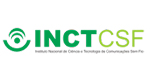 INCTCSF
Instituto Nacional de Ciência e Tecnologia de Comunicações Sem Fio